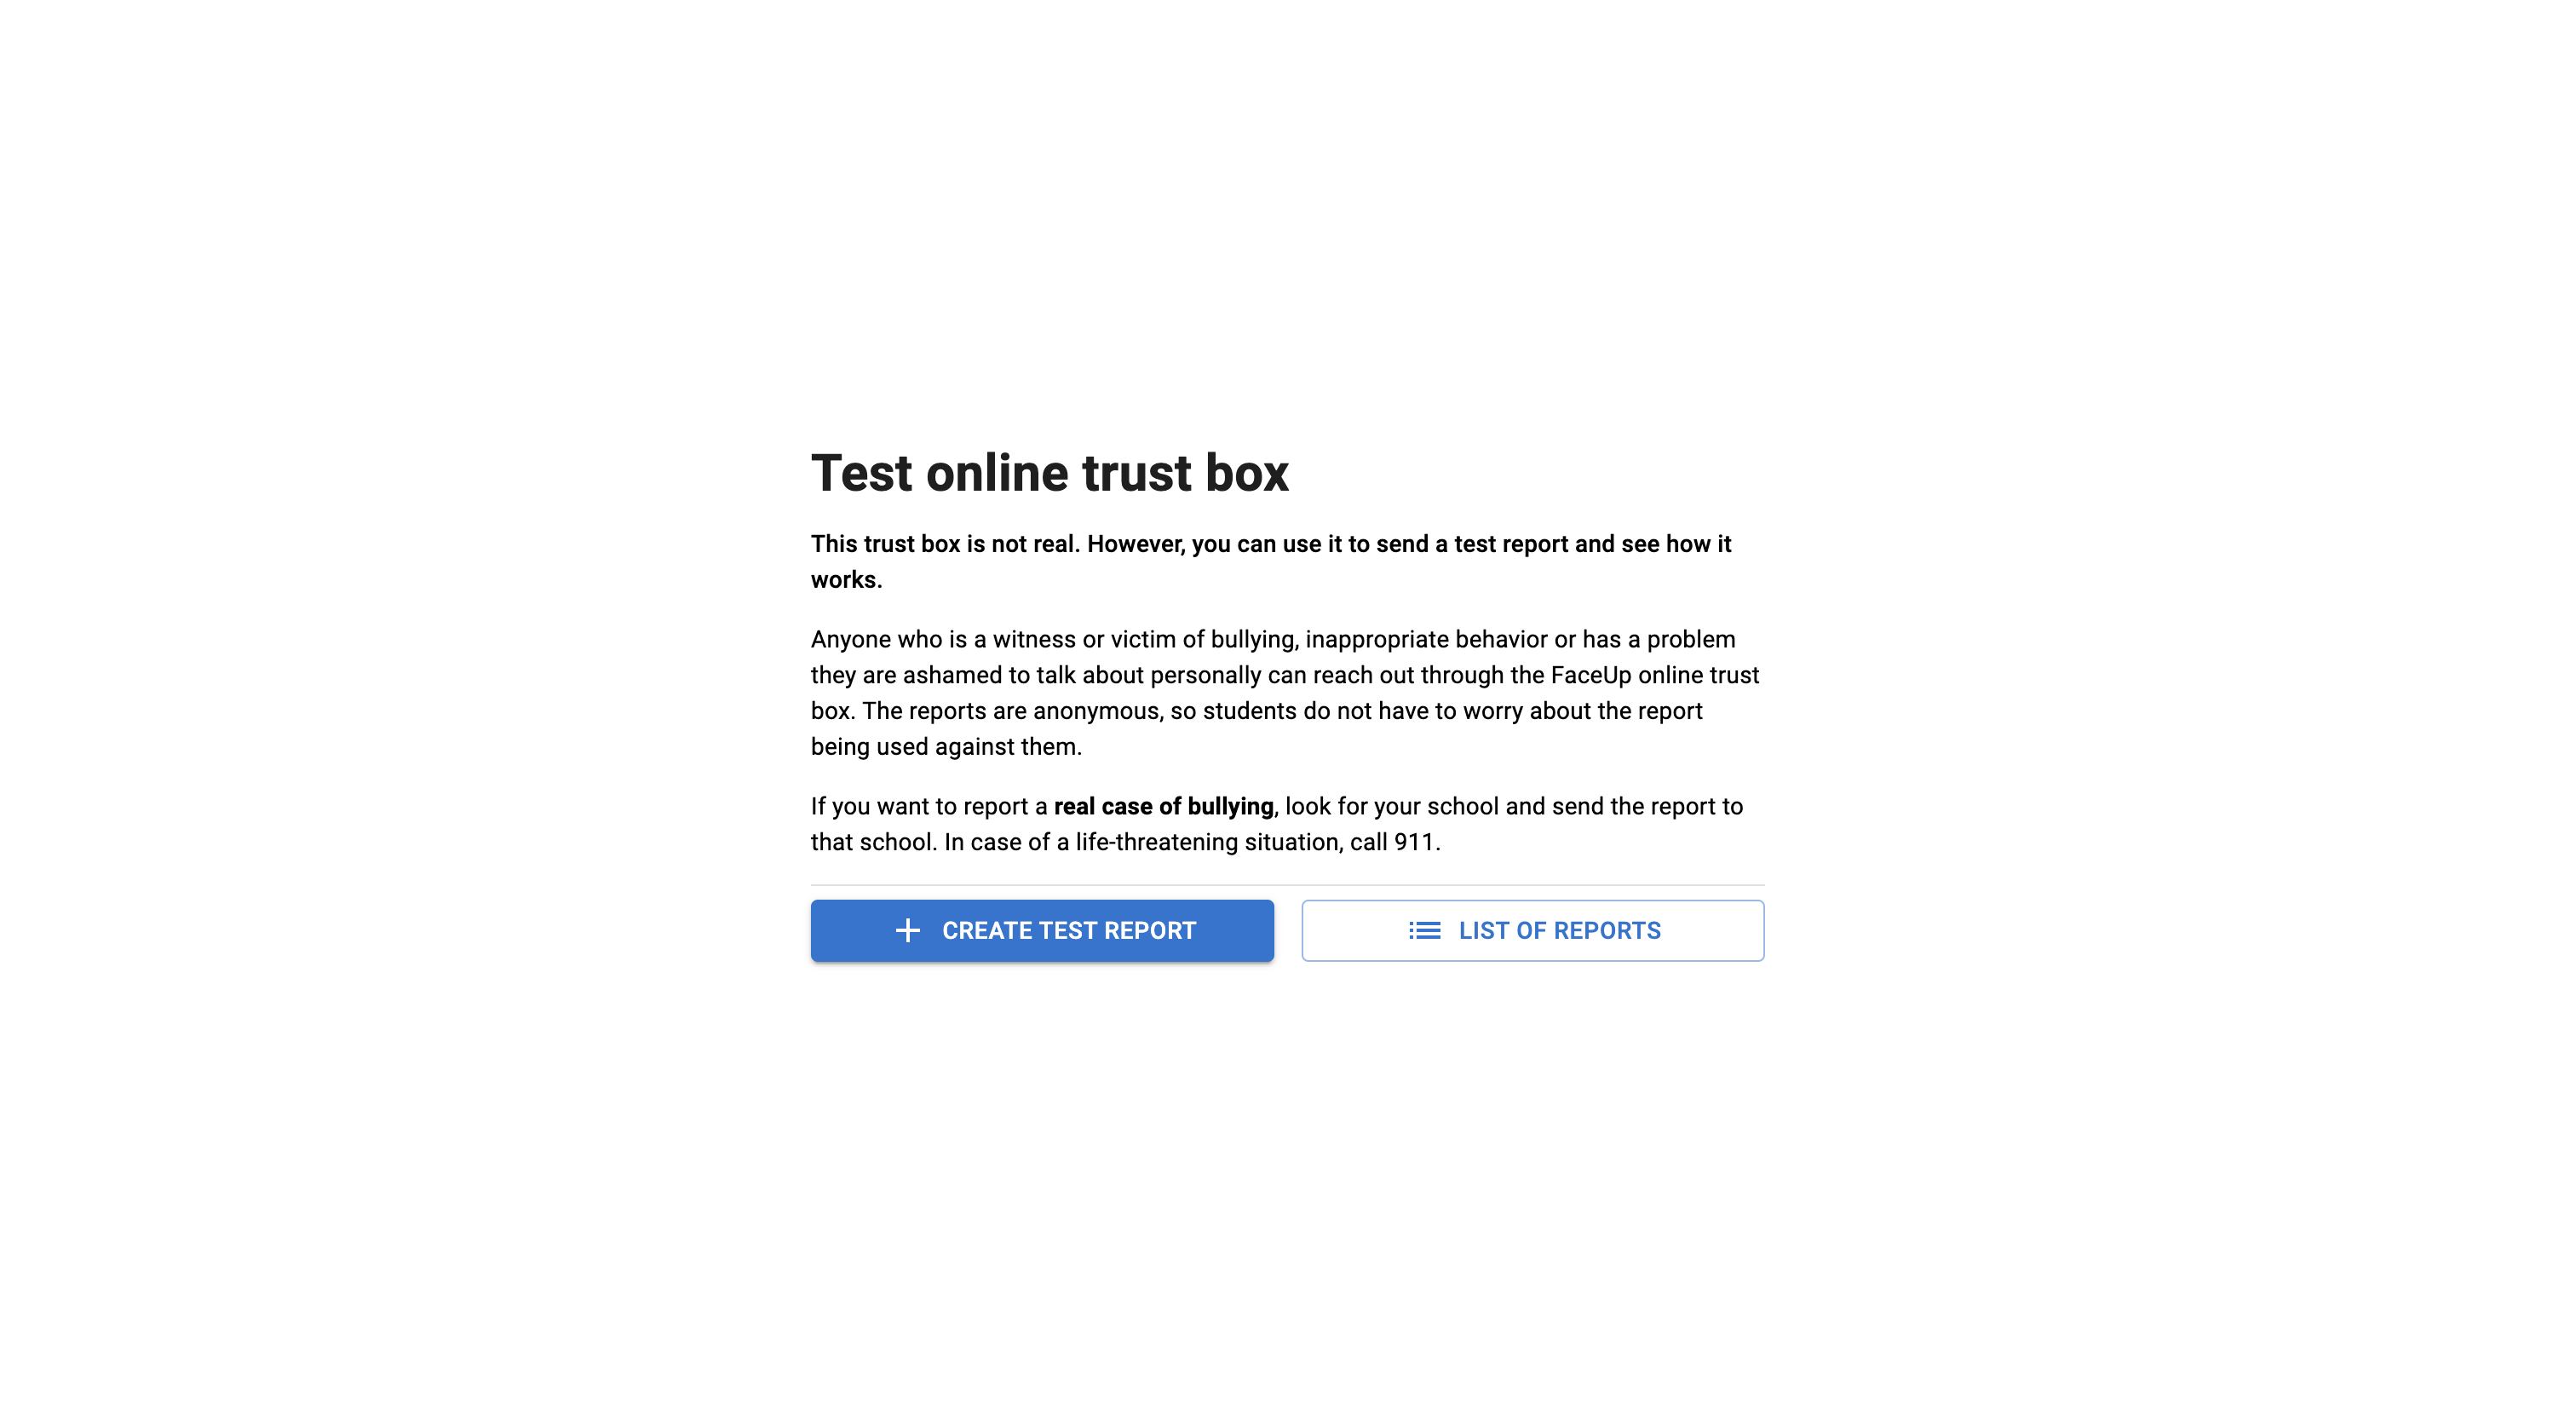 Test online trust box
This trust box is not real. However, you can use it to send a test report and see how it
works.
Anyone who is a witness or victim of bullying, inappropriate behavior or has a problem
they are ashamed to talk about personally can reach out through the FaceUp online trust
box. The reports are anonymous, so students do not have to worry about the report
being used against them.
If you want to report a real case of bullying, look for your school and send the report to
that school. In case of a life-threatening situation, call 911.
CREATE TEST REPORT
LIST OF REPORTS